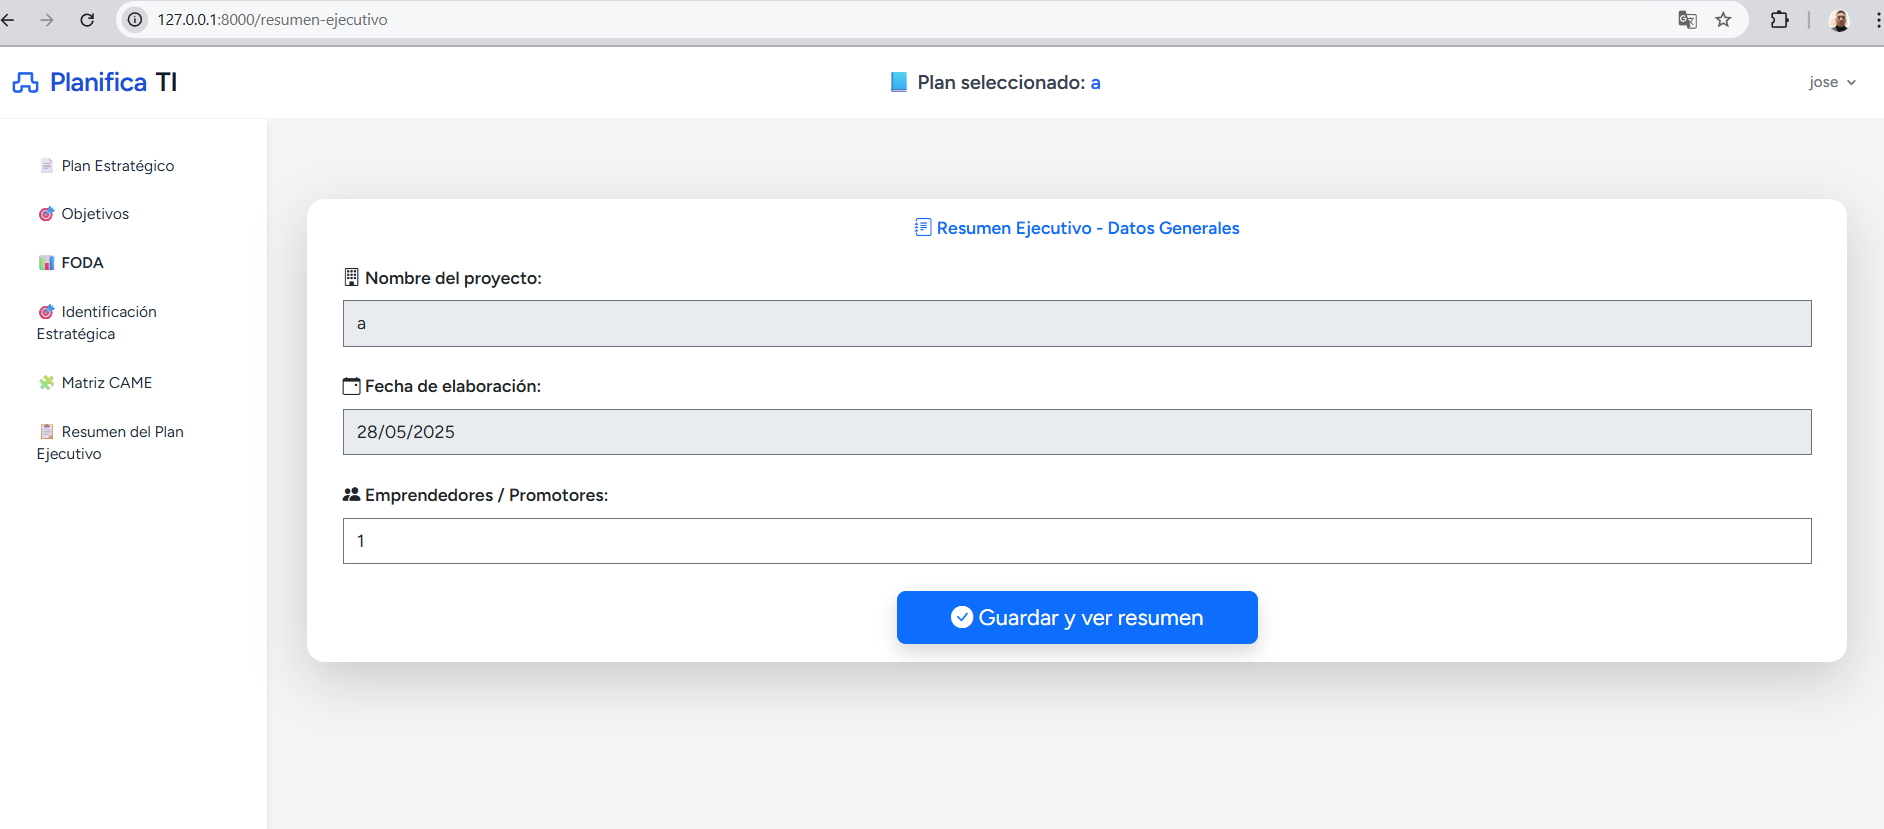 127.0.0.1:8000/resumen-ejecutivo
Planifica TI
Plan seleccionado: a
jose
Plan Estratégico
Objetivos
FODA
Identificación
Estratégica
Matriz CAME
Resumen del Plan
Ejecutivo
Resumen Ejecutivo - Datos Generales
Nombre del proyecto:
a
Fecha de elaboración:
28/05/2025
Emprendedores / Promotores:
1
Guardar y ver resumen